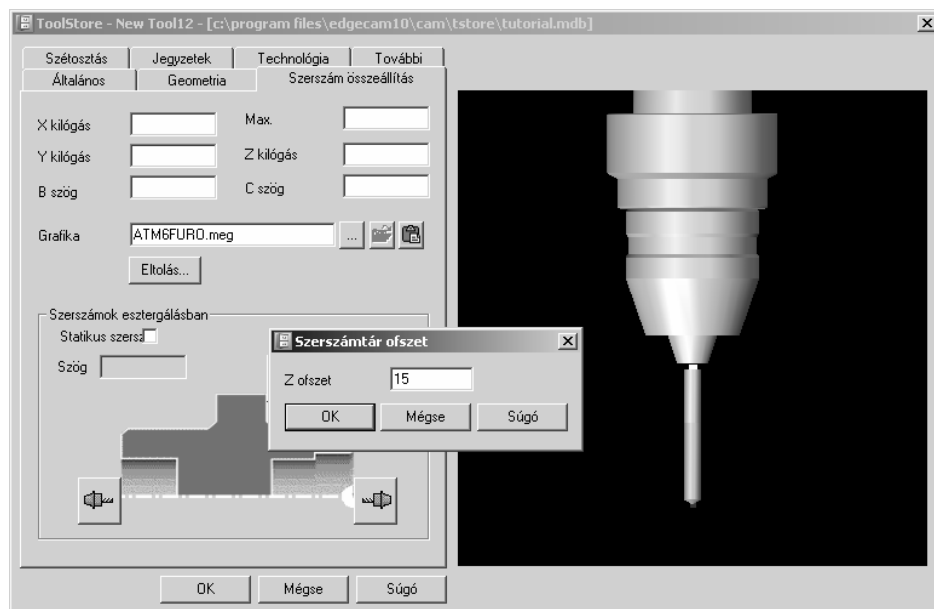 ToolStore - New Tool12 - [c:\program files\edgecam10\cam\tstore\tutorial.mdb]
Szétosztás Jegyzetek Technológia További
Általános Geometria Szerszám összeállítás
X kilógás Max.
Y kilógás Z kilógás
B szög C szög
Grafika ATM6FURO.meg ...
Eltolás...
Szerszámok esztergálásban
Statikus szersz
Szög
Szerszámtár ofszet
Z ofszet 15
OK Mégse Súgó
OK Mégse Súgó